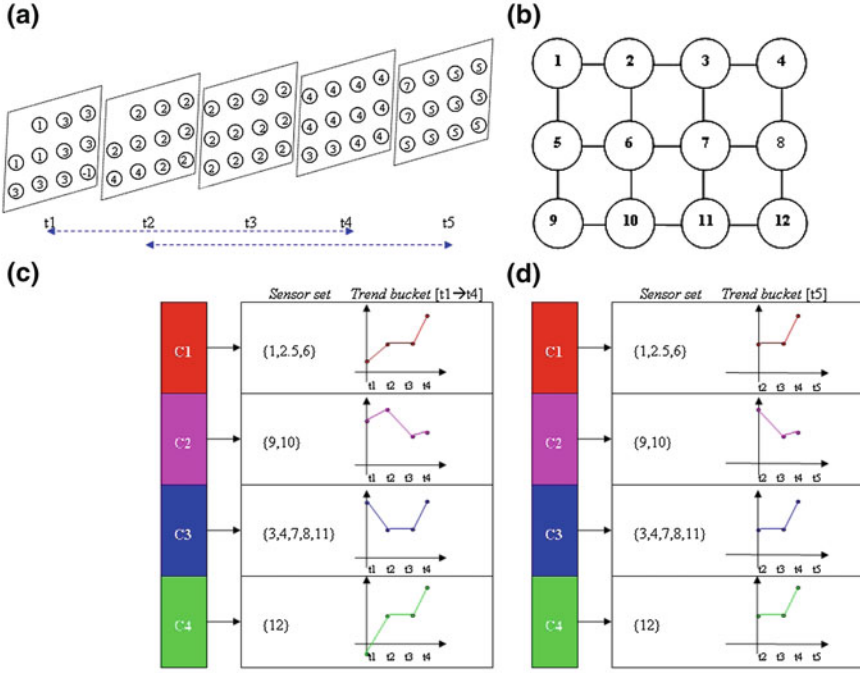 (a)
1 3 3
1 1 3 3
3 3 3 -1
2 2 2
2 2 2 2
4 4 2 2
2 2 2 2
2 2 2 2
2 2 2 2
4 4 4 4
4 4 4 4
3 3 4 4
7 5 5 5
7 5 5 5
5 5 5 5
t1 t2 t3 t4 t5
(b)
1 2 3 4
5 6 7 8
9 10 11 12
(c)
Sensor set Trend bucket [t1→t4]
C1 {1,2.5,6}
t1 t2 t3 t4
C2 {9,10}
t1 t2 t3 t4
C3 {3,4,7,8,11}
t1 t2 t3 t4
C4 {12}
t1 t2 t3 t4
(d)
Sensor set Trend bucket [t5]
C1 {1,2.5,6}
t2 t3 t4 t5
C2 {9,10}
t2 t3 t4 t5
C3 {3,4,7,8,11}
t2 t3 t4 t5
C4 {12}
t2 t3 t4 t5